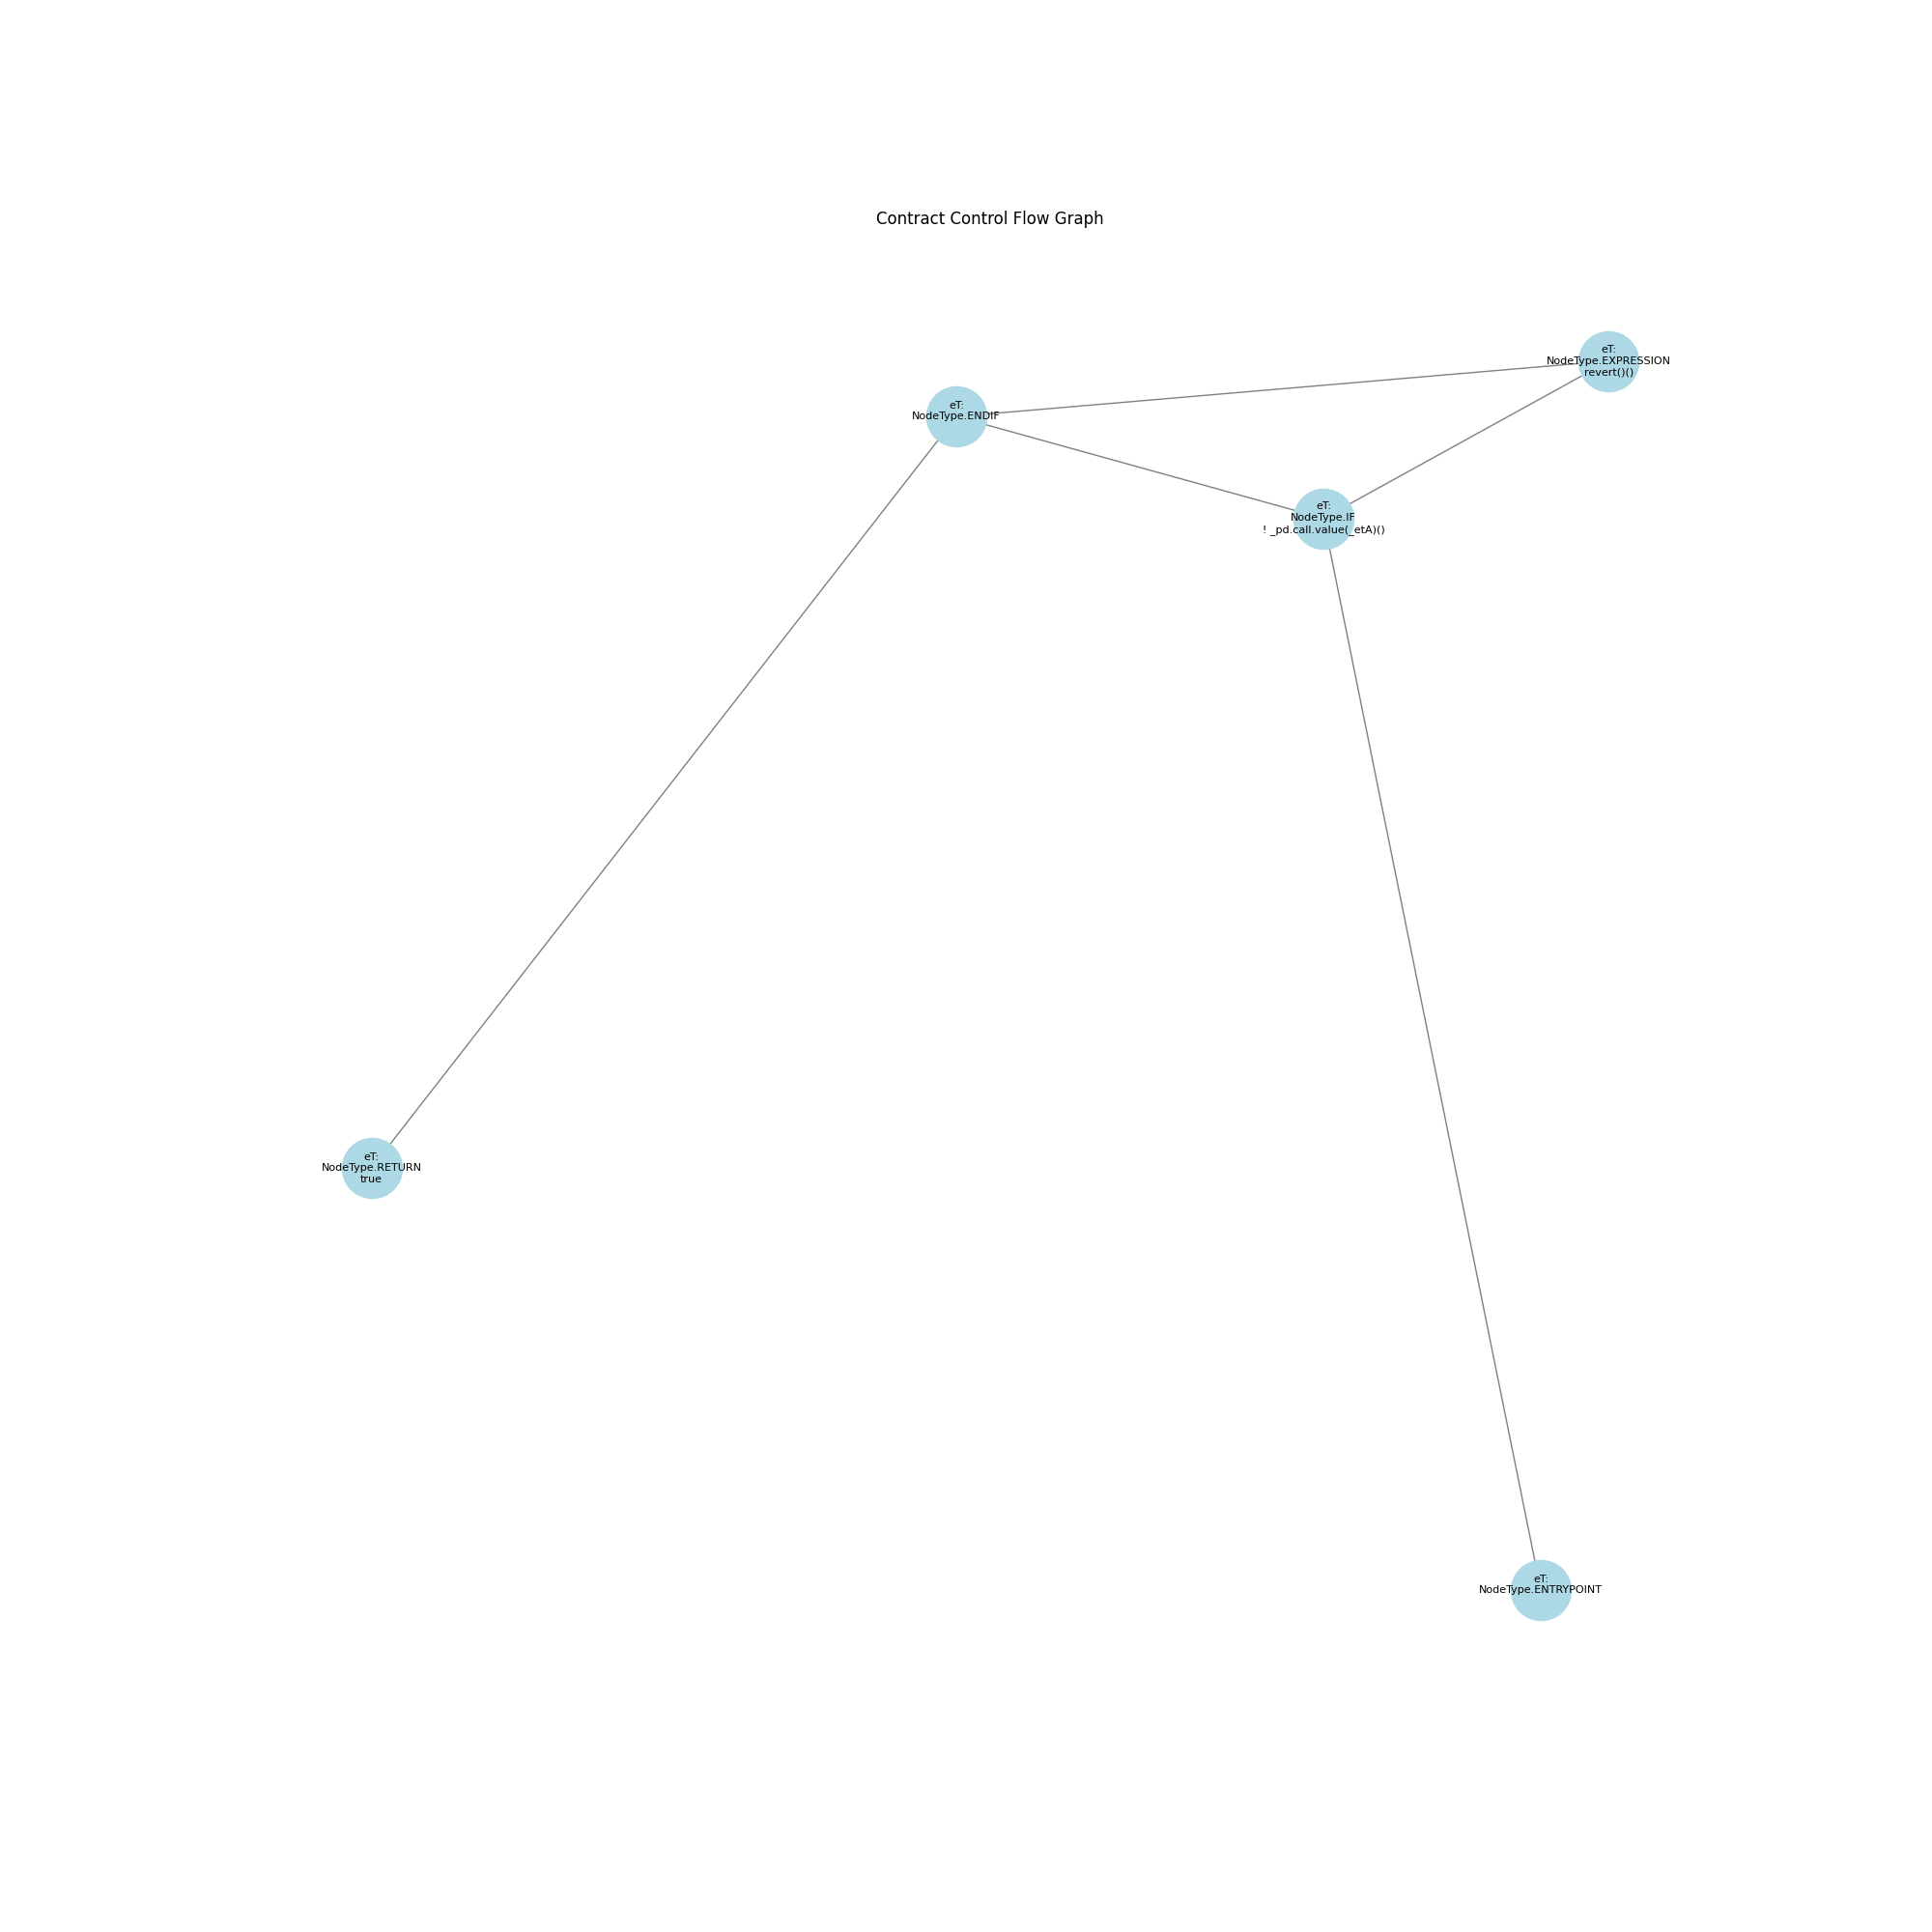 Contract Control Flow Graph
eT:
NodeType.EXPRESSION
revert()()
eT:
NodeType.ENDIF
eT:
NodeType.IF
! _pd.call.value(_etA)()
eT:
NodeType.RETURN
true
eT:
NodeType.ENTRYPOINT